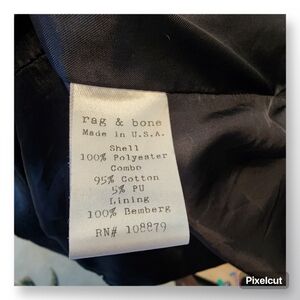 rag & bone
Made in U.S.A.
Shell
100% Polyester
Combo
95% Cotton
5% PU
Lining
100% Bemberg
RN# 108879
Pixelcut